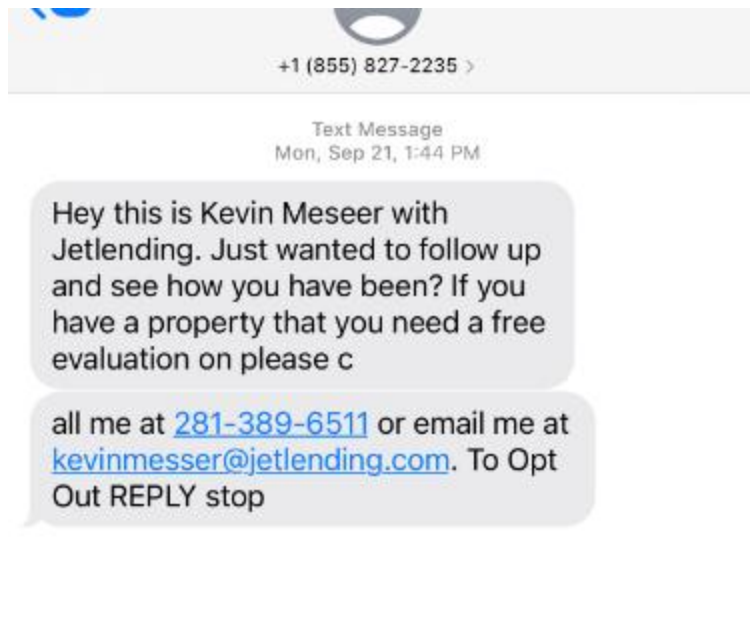 +1 (855) 827-2235 >
Text Message
Mon, Sep 21, 1:44 PM
Hey this is Kevin Meseer with
Jetlending. Just wanted to follow up
and see how you have been? If you
have a property that you need a free
evaluation on please c
all me at 281-389-6511 or email me at
kevinmesser@jetlending.com. To Opt
Out REPLY stop